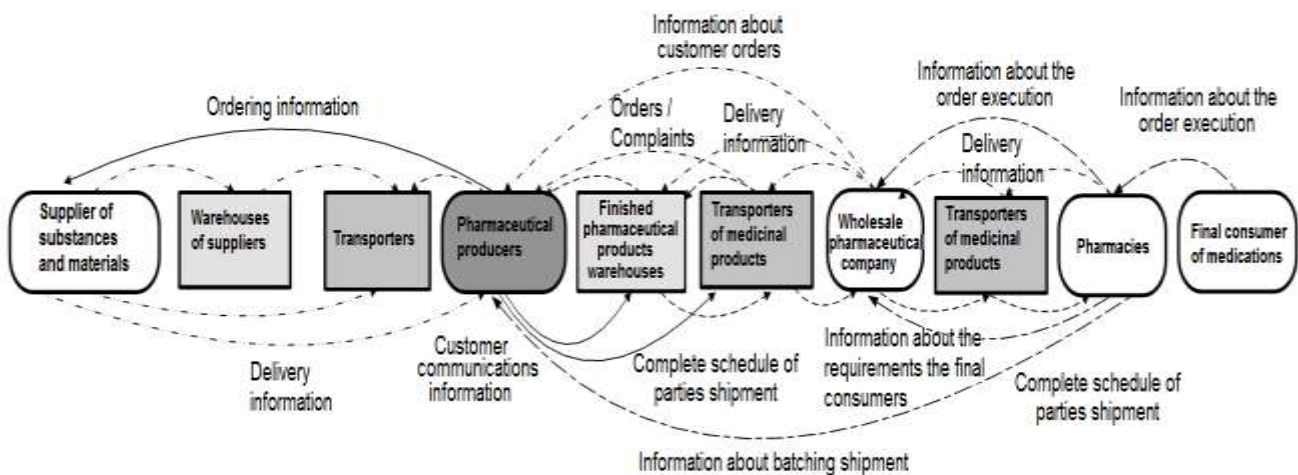 Information about
customer orders
Information about the
order execution
Information about the
order execution
Ordering information
Orders /
Complaints
Delivery
information
Delivery
information
Supplier of
substances
and materials
Warehouses
of suppliers
Transporters
Pharmaceutical
producers
Finished
pharmaceutical
products
warehouses
Transporters
of medicinal
products
Wholesale
pharmaceutical
company
Transporters
of medicinal
products
Pharmacies
Final consumer
of medications
Delivery
information
Customer
communications
information
Complete schedule of
parties shipment
Information about the
requirements the final
consumers
Complete schedule of
parties shipment
Information about batching shipment